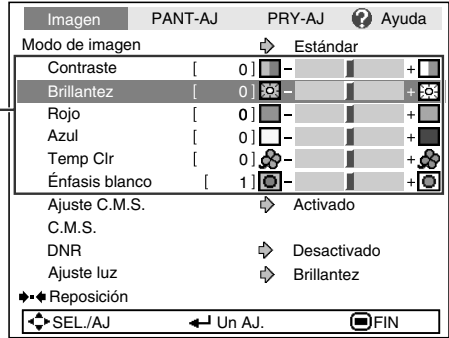 Imagen PANT-AJ PRY-AJ ? Ayuda
Modo de imagen Estándar
Contraste [ 0] - +
Brillantez [ 0] - +
Rojo [ 0] - +
Azul [ 0] - +
Temp Clr [ 0] - +
Énfasis blanco [ 1] - +
Ajuste C.M.S. Activado
C.M.S.
DNR Desactivado
Ajuste luz Brillantez
Reposición
SEL./AJ Un AJ. FIN